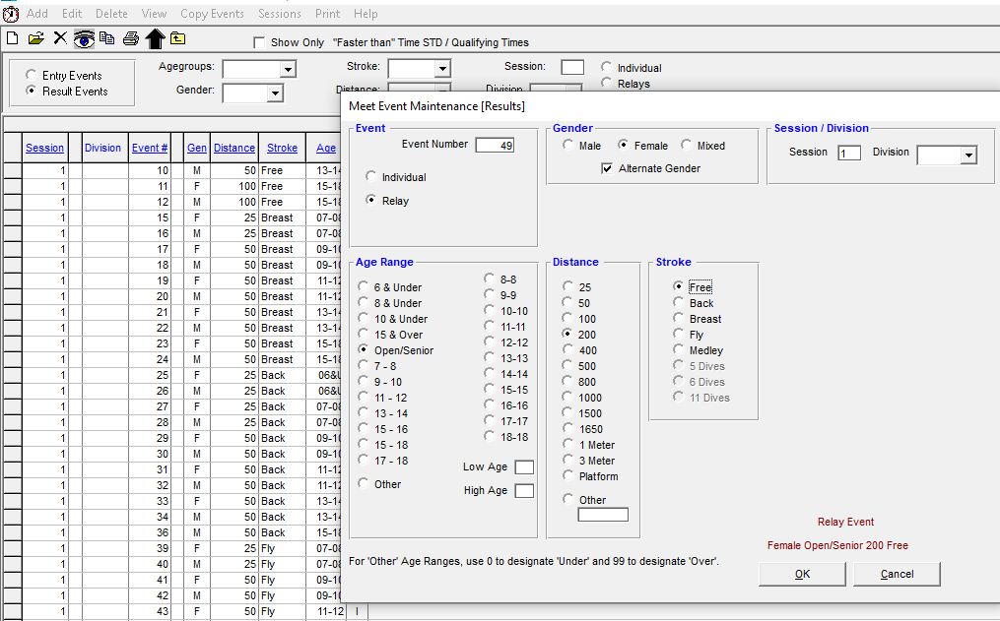 Add Edit Delete View Copy Events Sessions Print Help
Show Only "Faster than" Time STD / Qualifying Times
Entry Events
Result Events
Agegroups:
Gender:
Stroke:
Distance:
Session:
Division
Individual
Relays
Session Division Event # Gen Distance Stroke Age
1 10 M 50 Free 13-14
1 11 F 100 Free 15-18
1 12 M 100 Free 15-18
1 15 F 25 Breast 07-08
1 16 M 25 Breast 07-08
1 17 F 50 Breast 09-10
1 18 M 50 Breast 09-10
1 19 F 50 Breast 11-12
1 20 M 50 Breast 11-12
1 21 F 50 Breast 13-14
1 22 M 50 Breast 13-14
1 23 F 50 Breast 15-18
1 24 M 50 Breast 15-18
1 25 F 25 Back 06&U
1 26 M 25 Back 06&U
1 27 F 25 Back 07-08
1 28 M 25 Back 07-08
1 29 F 50 Back 09-10
1 30 M 50 Back 09-10
1 31 F 50 Back 11-12
1 32 M 50 Back 11-12
1 33 F 50 Back 13-14
1 34 M 50 Back 13-14
1 36 M 50 Back 15-18
1 39 F 25 Fly 07-08
1 40 M 25 Fly 07-08
1 41 F 50 Fly 09-10
1 42 M 50 Fly 09-10
1 43 F 50 Fly 11-12 I
Meet Event Maintenance [Results]
Event
Event Number 49
Individual
Relay
Gender
Male Female Mixed
Alternate Gender
Session / Division
Session 1 Division
Age Range
6 & Under
8 & Under
10 & Under
15 & Over
Open/Senior
7 - 8
9 - 10
11 - 12
13 - 14
15 - 16
15 - 18
17 - 18
Other
8-8
9-9
10-10
11-11
12-12
13-13
14-14
15-15
16-16
17-17
18-18
Low Age
High Age
Distance
25
50
100
200
400
500
800
1000
1500
1650
1 Meter
3 Meter
Platform
Other
Stroke
Free
Back
Breast
Fly
Medley
5 Dives
6 Dives
11 Dives
Relay Event
Female Open/Senior 200 Free
For 'Other' Age Ranges, use 0 to designate 'Under' and 99 to designate 'Over'.
OK Cancel